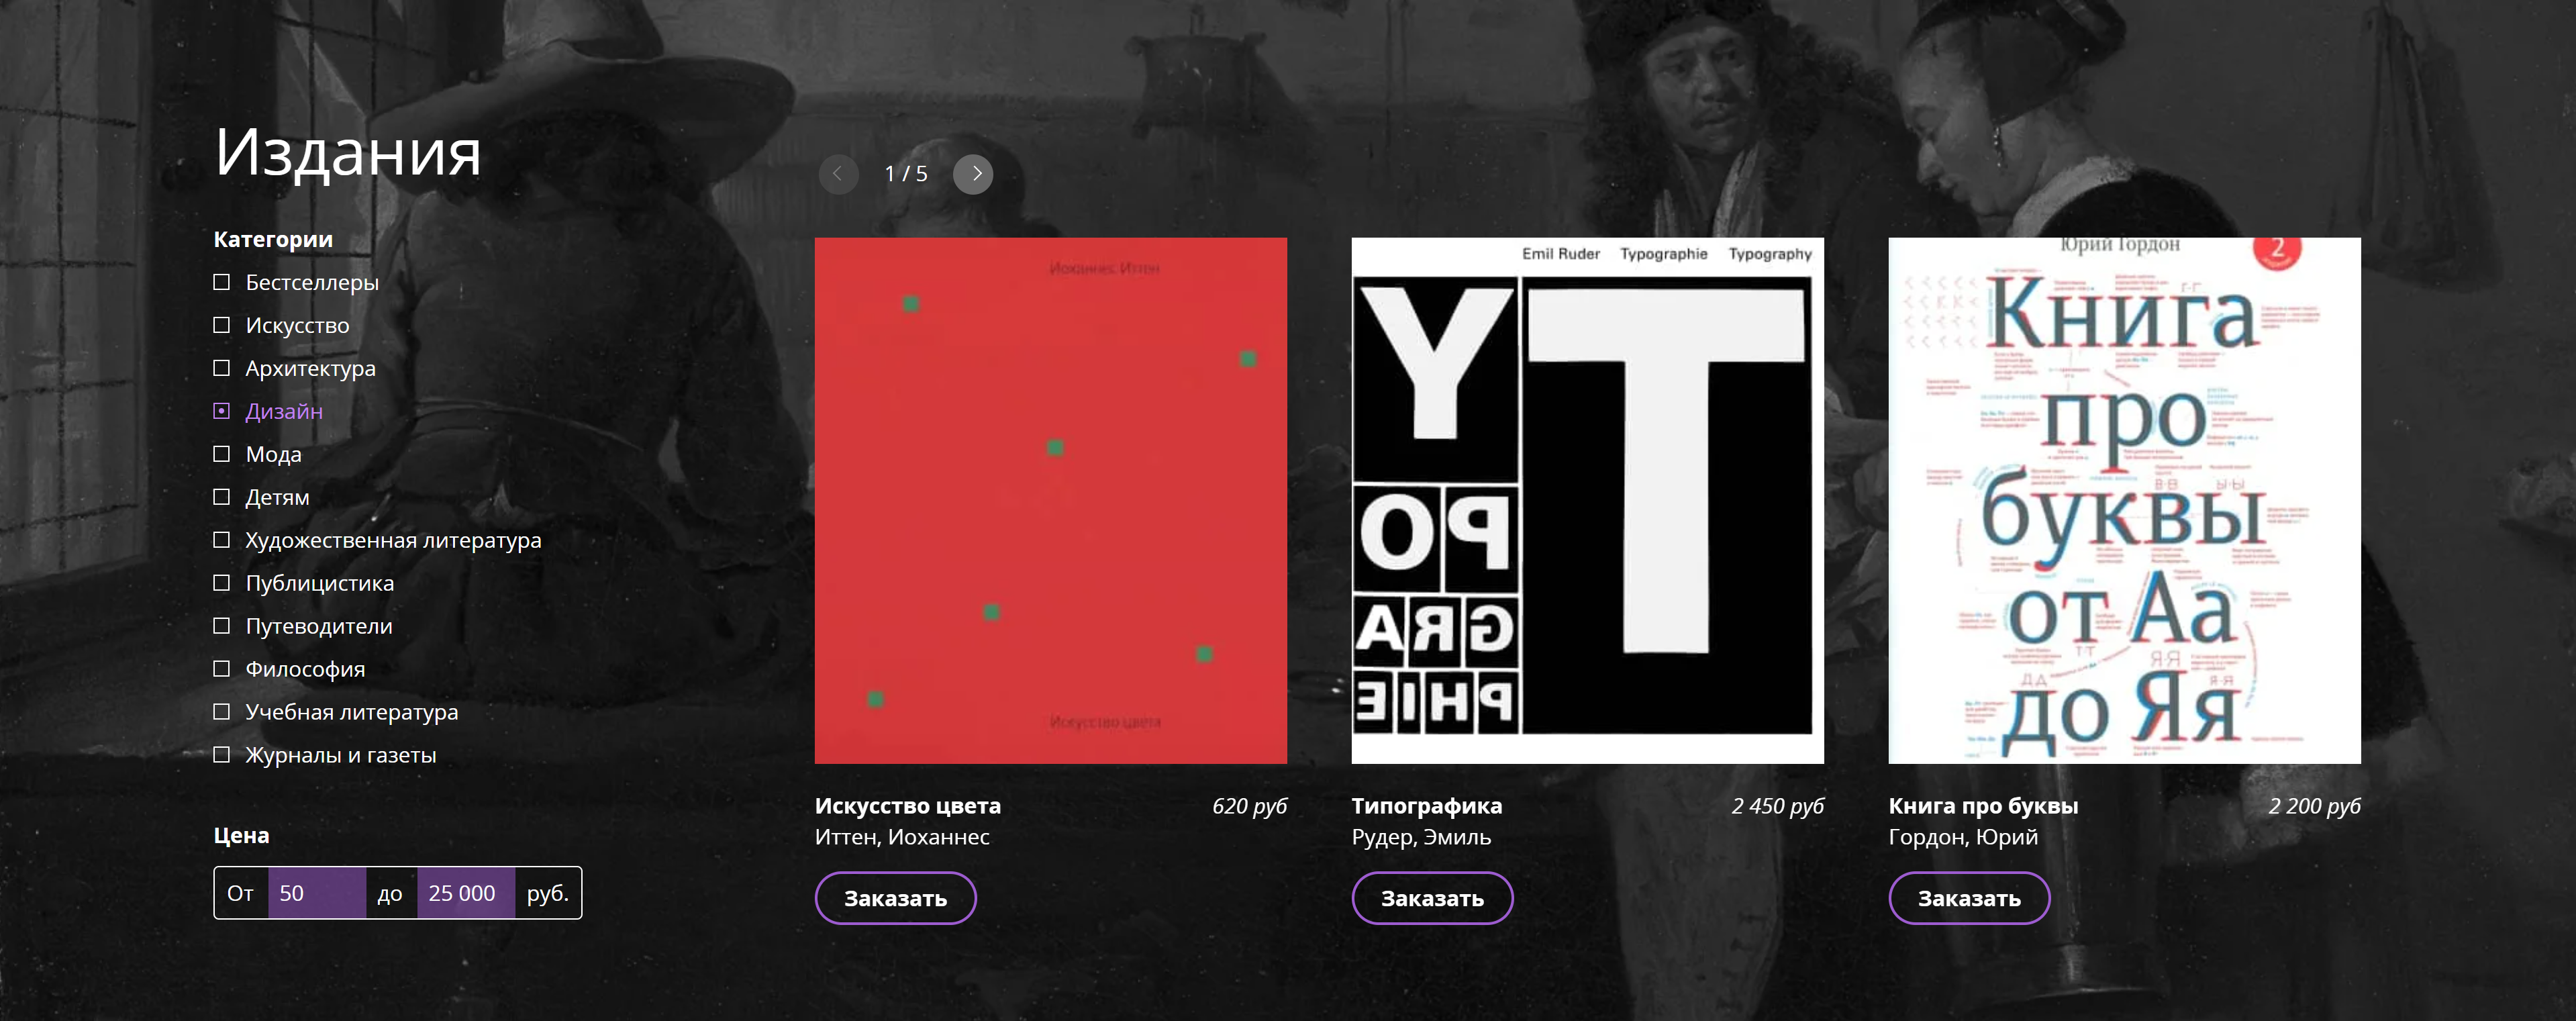 Издания
Категории
Бестселлеры
Искусство
Архитектура
Дизайн
Мода
Детям
Художественная литература
Публицистика
Путеводители
Философия
Учебная литература
Журналы и газеты
Цена
От 50 до 25 000 руб.
1 / 5
Иоханнес Иттен
Искусство цвета
Искусство цвета 620 руб
Иттен, Иоханнес
Заказать
Emil Ruder Typographie Typography
Y T
PO
GRA
PHIE
Типографика 2 450 руб
Рудер, Эмиль
Заказать
Юрий Гордон 2
Книга
про
буквы
от Аа
до Яя
Книга про буквы 2 200 руб
Гордон, Юрий
Заказать